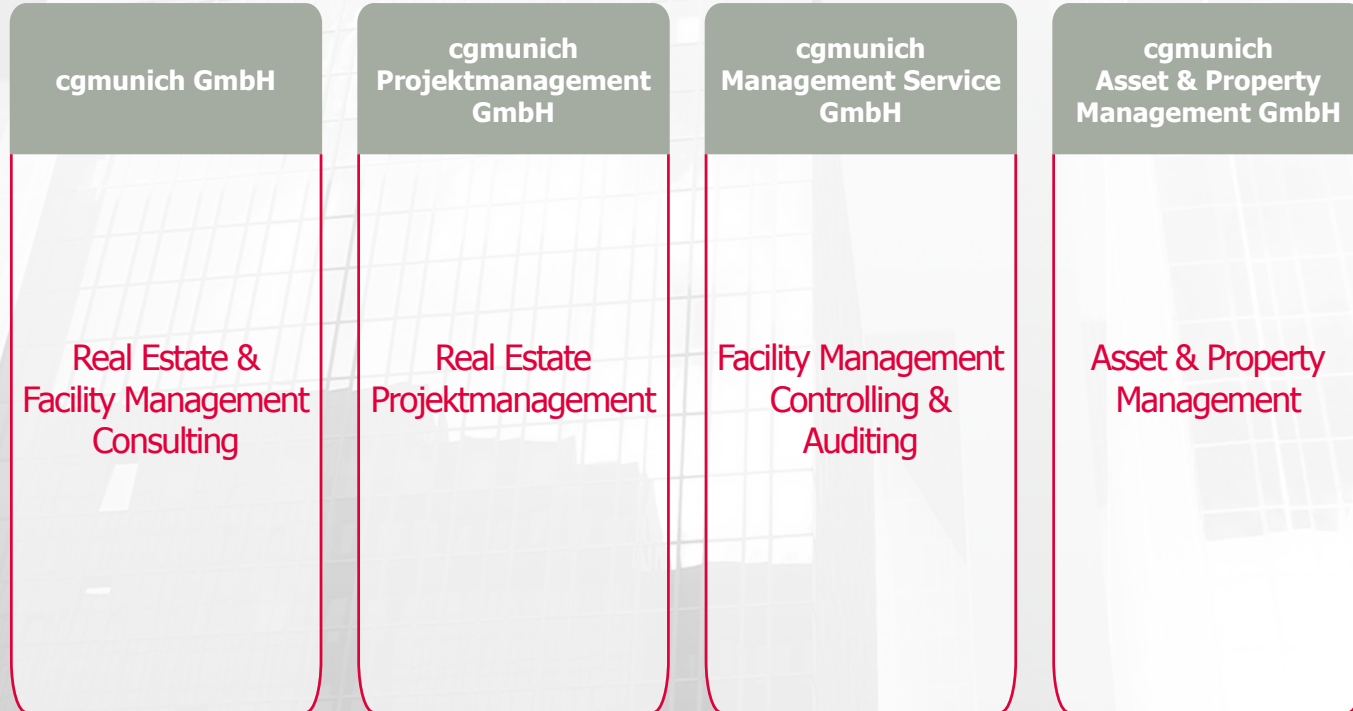 cgmunich GmbH
cgmunich
Projektmanagement
GmbH
cgmunich
Management Service
GmbH
cgmunich
Asset & Property
Management GmbH
Real Estate &
Facility Management
Consulting
Real Estate
Projektmanagement
Facility Management
Controlling &
Auditing
Asset & Property
Management